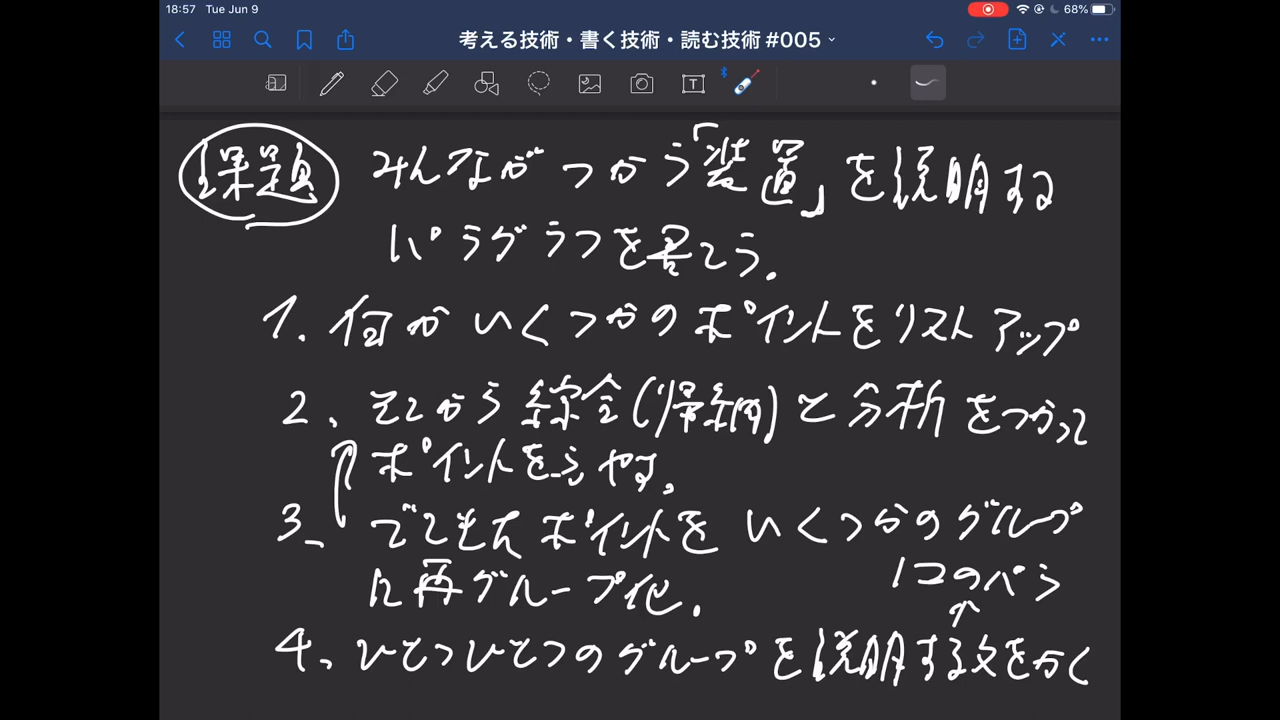 18:57 Tue Jun 9 68%
考える技術・書く技術・読む技術 #005
T
課題 みんながつかう「装置」を説明する
パラグラフを書こう.
1. 何かいくつかのポイントをリストアップ
2. そこから綜合(帰納)と分析をつかって
ポイントをふやす.
3. でてきたポイントを いくつかのグループ
に再グループ化.
1コのパラ
4. ひとつひとつのグループを説明する文をかく